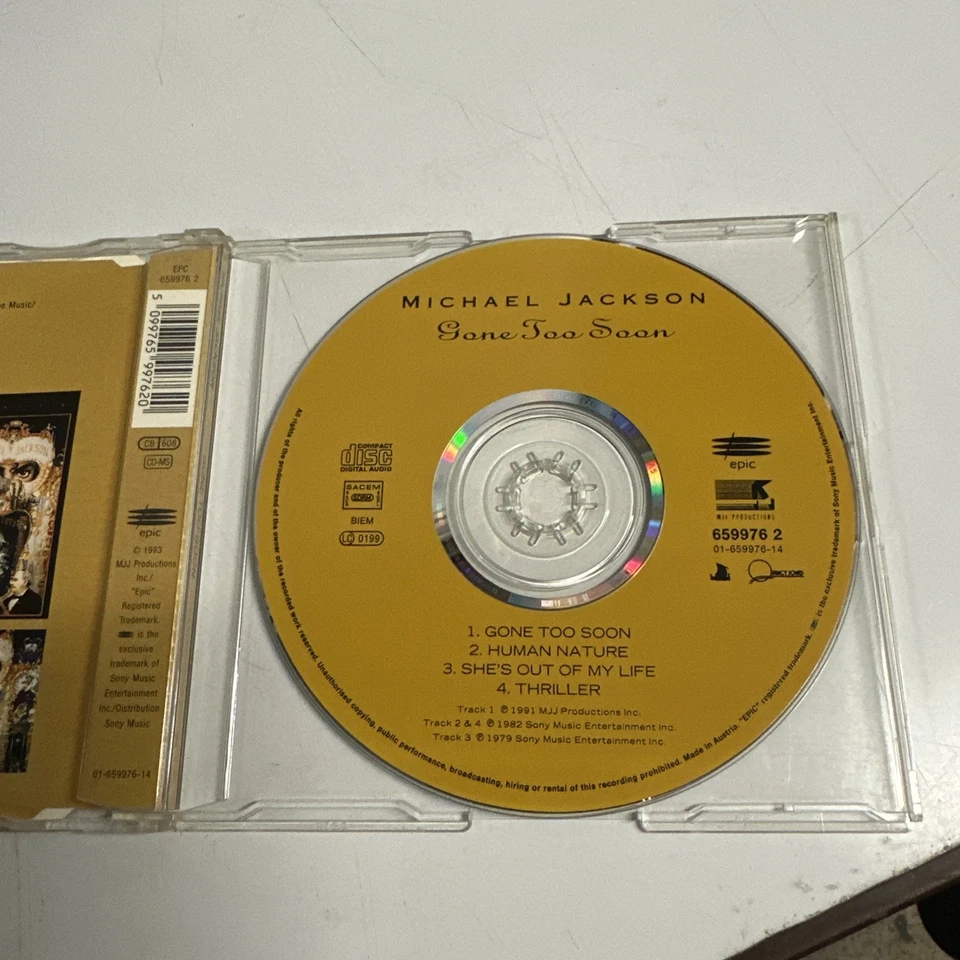 e Music/
EPC
659976 2
5 099765 997620
CB 608
CD-MS
epic
© 1993
MJJ Productions
Inc./
"Epic"
Registered
Trademark.
is the
exclusive
trademark of
Sony Music
Entertainment
Inc./Distribution
Sony Music
01-659976-14
JACKSON
MICHAEL JACKSON
Gone Too Soon
COMPACT
disc
DIGITAL AUDIO
SACEM
SDRM
BIEM
LC 0199
epic
MJJ PRODUCTIONS
659976 2
01-659976-14
1. GONE TOO SOON
2. HUMAN NATURE
3. SHE'S OUT OF MY LIFE
4. THRILLER
Track 1 ℗ 1991 MJJ Productions Inc.
Track 2 & 4 ℗ 1982 Sony Music Entertainment Inc.
Track 3 ℗ 1979 Sony Music Entertainment Inc.
All rights of the producer and of the owner of the recorded work reserved. Unauthorised copying, public performance, broadcasting, hiring or rental of this recording prohibited. Made in Austria. "EPIC" registered trademark. is the exclusive trademark of Sony Music Entertainment Inc.